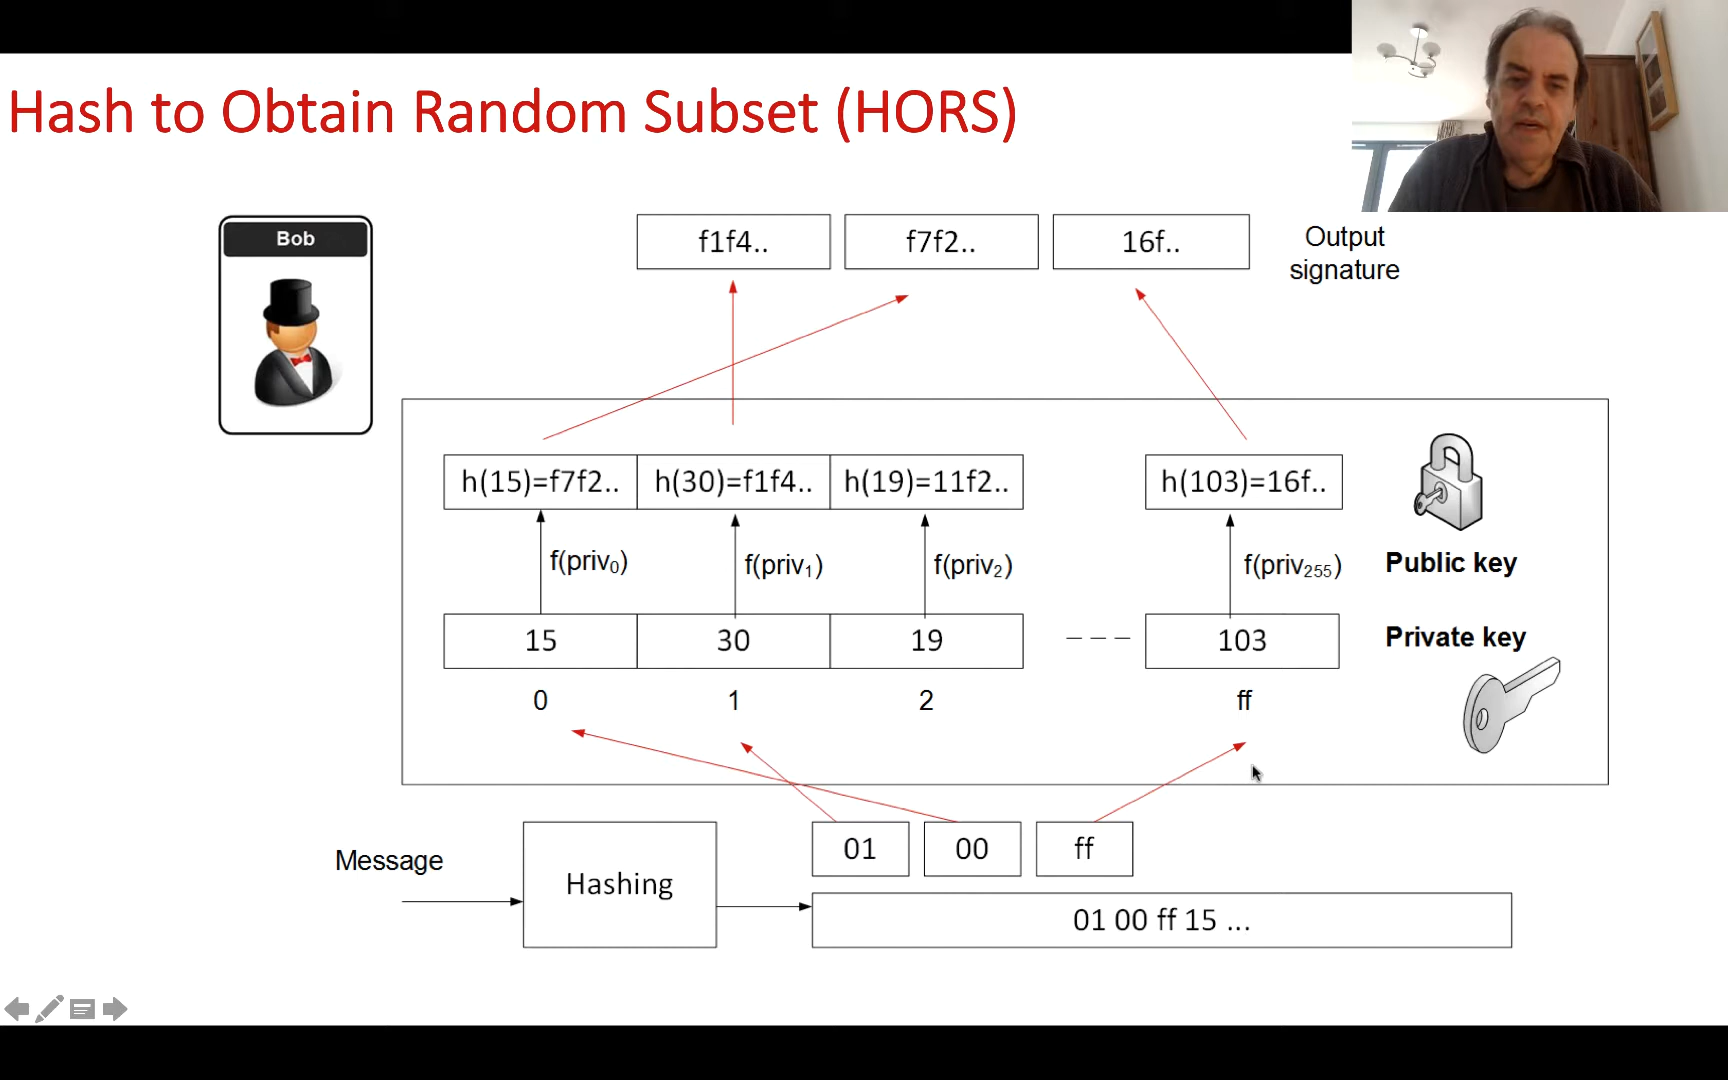 Hash to Obtain Random Subset (HORS)
Bob
f1f4.. f7f2.. 16f..
Output
signature
h(15)=f7f2.. h(30)=f1f4.. h(19)=11f2.. h(103)=16f..
f(priv₀) f(priv₁) f(priv₂) f(priv₂₅₅)
Public key
15 30 19 103
Private key
0 1 2 ff
Message
Hashing
01 00 ff
01 00 ff 15 ...